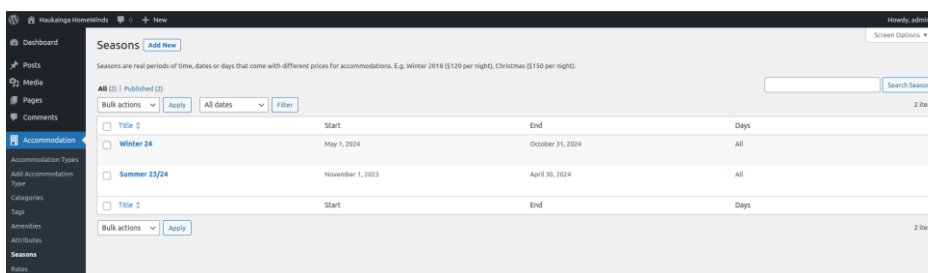 Haukainga HomeWinds 0 + New Howdy, admin
Dashboard
Posts
Media
Pages
Comments
Accommodation
Accommodation Types
Add Accommodation
Type
Categories
Tags
Amenities
Attributes
Seasons
Rates
Screen Options ▼
Seasons Add New
Seasons are real periods of time, dates or days that come with different prices for accommodations. E.g. Winter 2018 ($120 per night), Christmas ($150 per night).
All (2) | Published (2)
Search Season
Bulk actions Apply All dates Filter 2 ite
Title Start End Days
Winter 24 May 1, 2024 October 31, 2024 All
Summer 23/24 November 1, 2023 April 30, 2024 All
Title Start End Days
Bulk actions Apply 2 ite